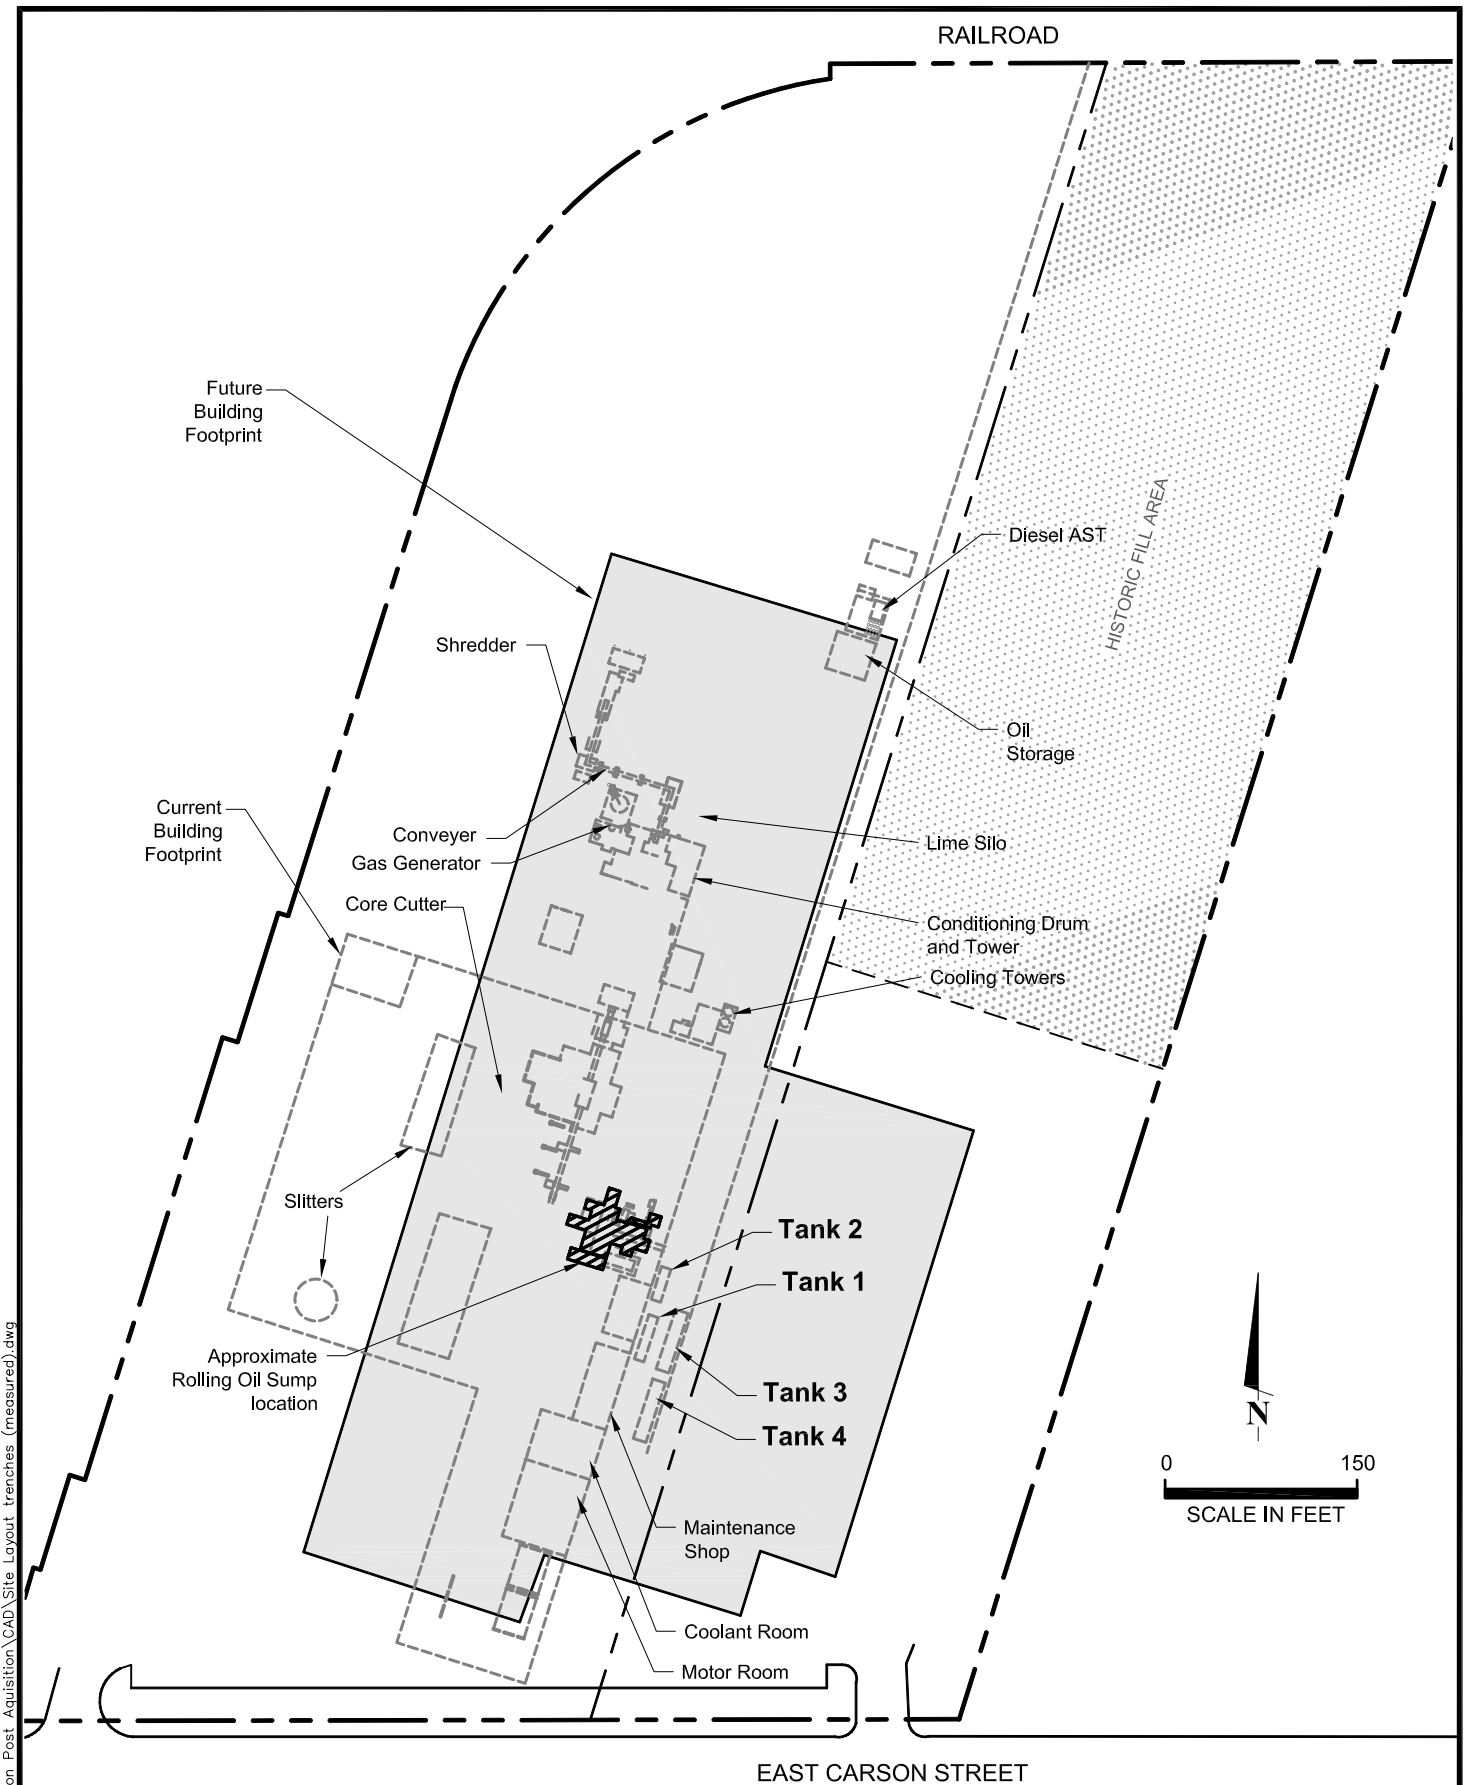 RAILROAD
Future
Building
Footprint
HISTORIC FILL AREA
Diesel AST
Shredder
Oil
Storage
Current
Building
Footprint
Conveyer
Gas Generator
Lime Silo
Core Cutter
Conditioning Drum
and Tower
Cooling Towers
Slitters
Tank 2
Tank 1
Approximate
Rolling Oil Sump
location
Tank 3
Tank 4
N
0 150
SCALE IN FEET
Maintenance
Shop
Coolant Room
Motor Room
EAST CARSON STREET
on Post Aquisition\CAD\Site Layout trenches (measured).dwg